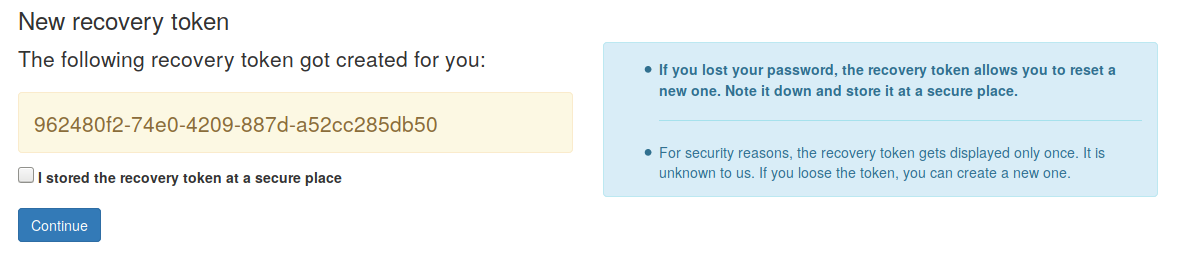 New recovery token
The following recovery token got created for you:
962480f2-74e0-4209-887d-a52cc285db50
I stored the recovery token at a secure place
Continue
If you lost your password, the recovery token allows you to reset a
new one. Note it down and store it at a secure place.
For security reasons, the recovery token gets displayed only once. It is
unknown to us. If you loose the token, you can create a new one.